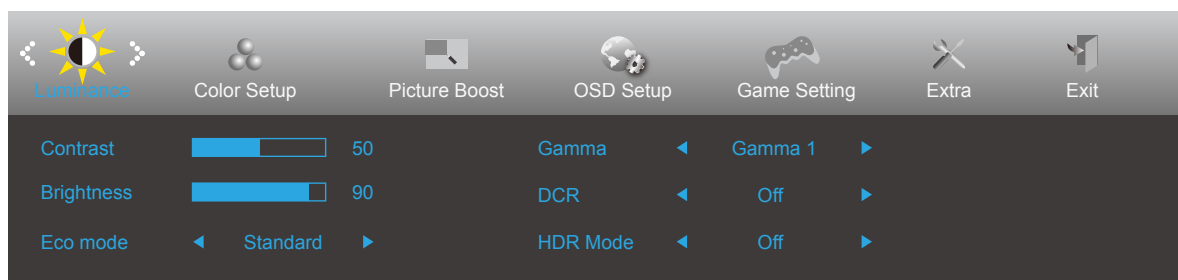 Luminance Color Setup Picture Boost OSD Setup Game Setting Extra Exit
Contrast 50 Gamma Gamma 1
Brightness 90 DCR Off
Eco mode Standard HDR Mode Off